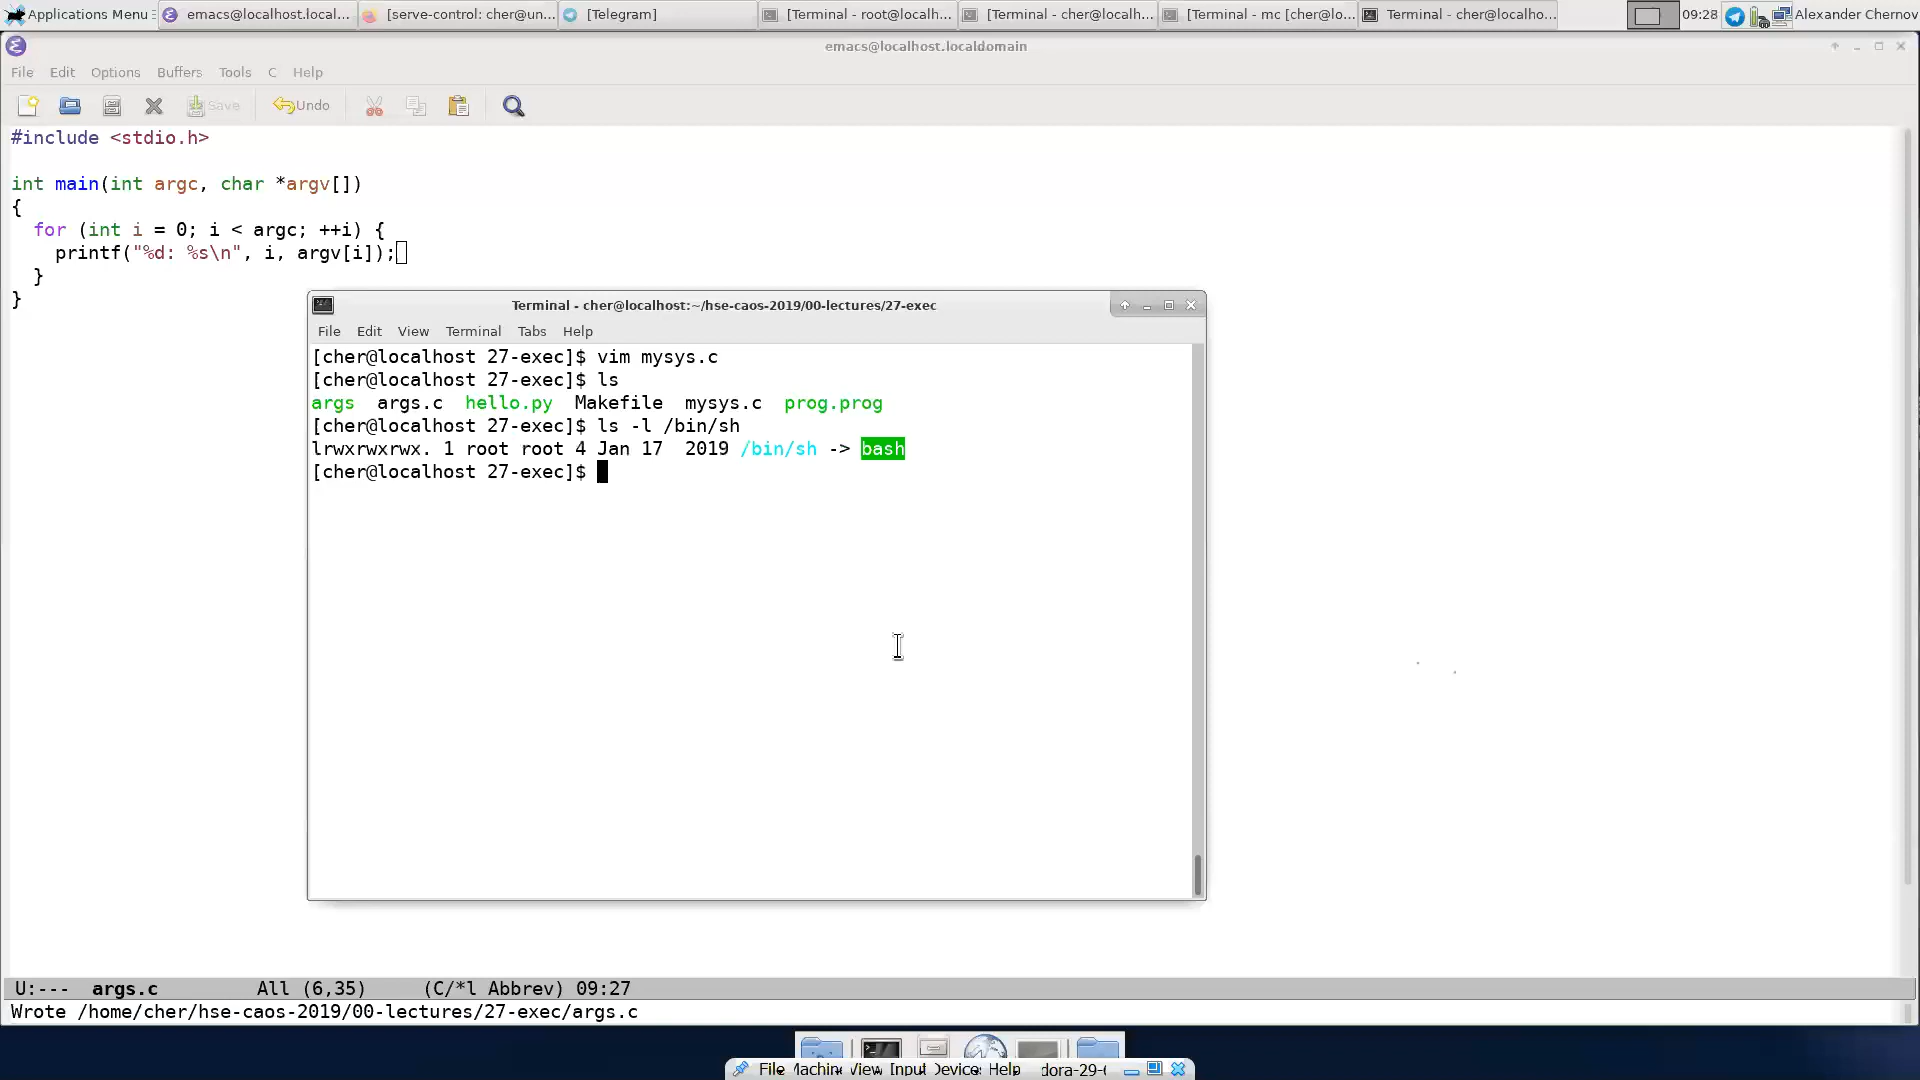 Applications Menu emacs@localhost.local... [serve-control: cher@un... [Telegram] [Terminal - root@localh... [Terminal - cher@localh... [Terminal - mc [cher@lo... Terminal - cher@localho... 09:28 Alexander Chernov
emacs@localhost.localdomain
File Edit Options Buffers Tools C Help
Save Undo
#include <stdio.h>
int main(int argc, char *argv[])
{
for (int i = 0; i < argc; ++i) {
printf("%d: %s\n", i, argv[i]);
}
}
Terminal - cher@localhost:~/hse-caos-2019/00-lectures/27-exec
File Edit View Terminal Tabs Help
[cher@localhost 27-exec]$ vim mysys.c
[cher@localhost 27-exec]$ ls
args args.c hello.py Makefile mysys.c prog.prog
[cher@localhost 27-exec]$ ls -l /bin/sh
lrwxrwxrwx. 1 root root 4 Jan 17 2019 /bin/sh -> bash
[cher@localhost 27-exec]$
U:--- args.c All (6,35) (C/*l Abbrev) 09:27
Wrote /home/cher/hse-caos-2019/00-lectures/27-exec/args.c
File View Input Help